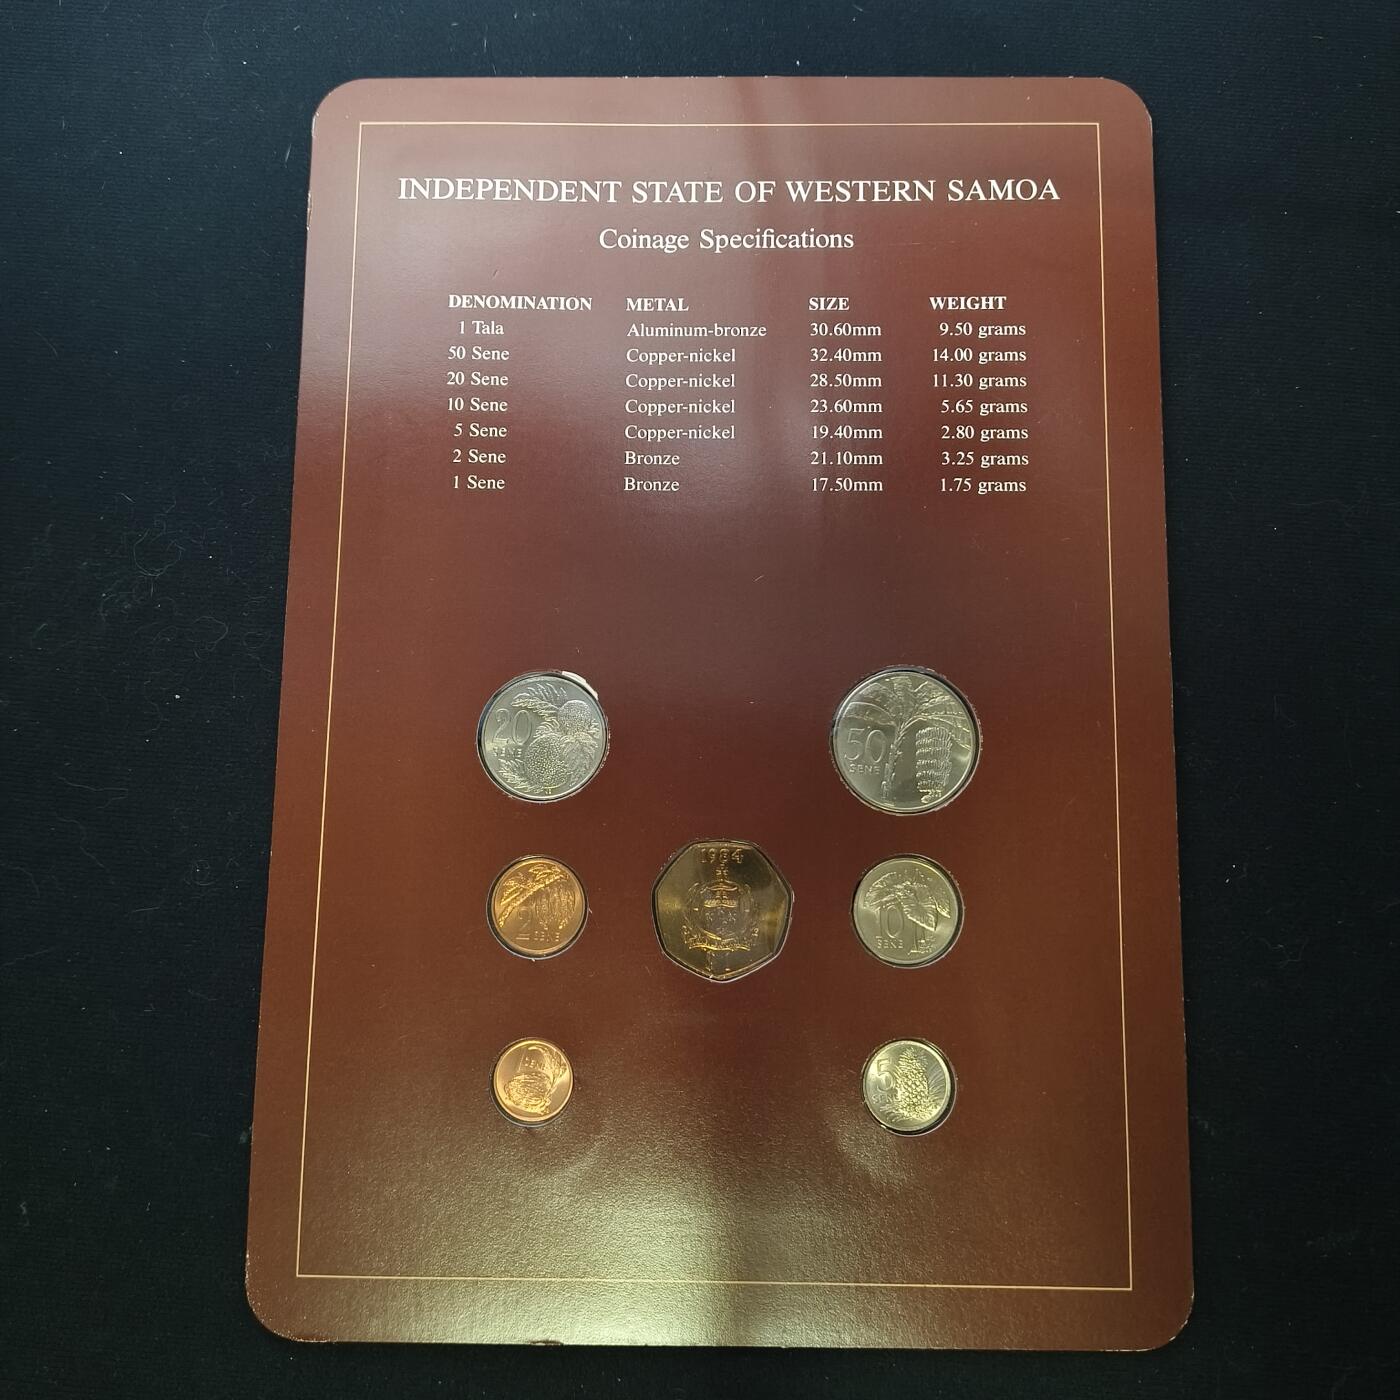 INDEPENDENT STATE OF WESTERN SAMOA
Coinage Specifications
DENOMINATION METAL SIZE WEIGHT
1 Tala Aluminum-bronze 30.60mm 9.50 grams
50 Sene Copper-nickel 32.40mm 14.00 grams
20 Sene Copper-nickel 28.50mm 11.30 grams
10 Sene Copper-nickel 23.60mm 5.65 grams
5 Sene Copper-nickel 19.40mm 2.80 grams
2 Sene Bronze 21.10mm 3.25 grams
1 Sene Bronze 17.50mm 1.75 grams
20
SENE
50
SENE
2
SENE
1984
$1
10
SENE
SENE
5
SENE